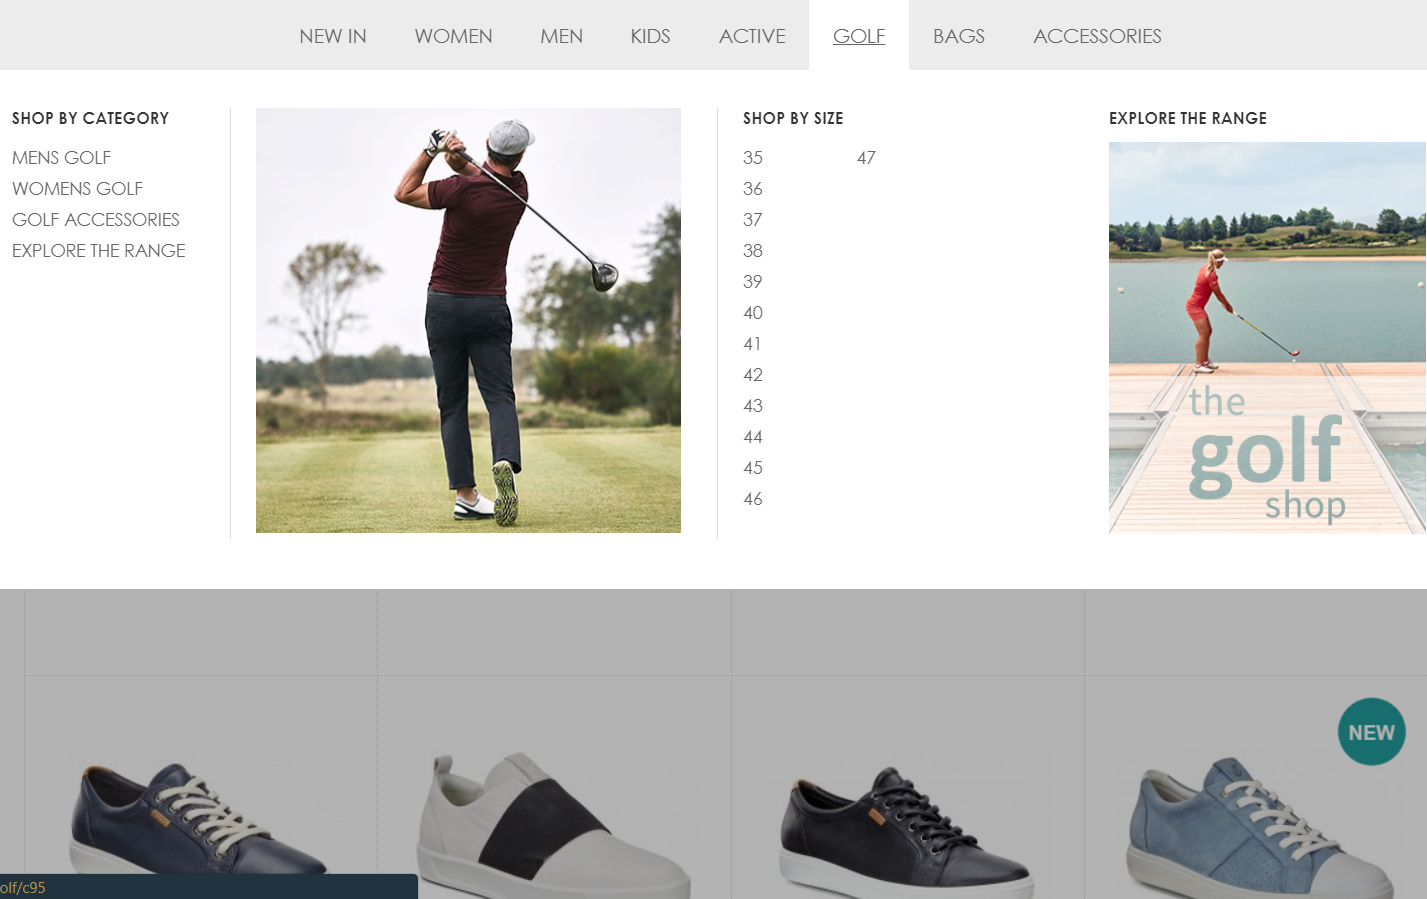 NEW IN
WOMEN
MEN
KIDS
ACTIVE
GOLF
BAGS
ACCESSORIES
SHOP BY CATEGORY
MENS GOLF
WOMENS GOLF
GOLF ACCESSORIES
EXPLORE THE RANGE
SHOP BY SIZE
35
36
37
38
39
40
41
42
43
44
45
46
47
EXPLORE THE RANGE
the
golf
shop
NEW
olf/c95